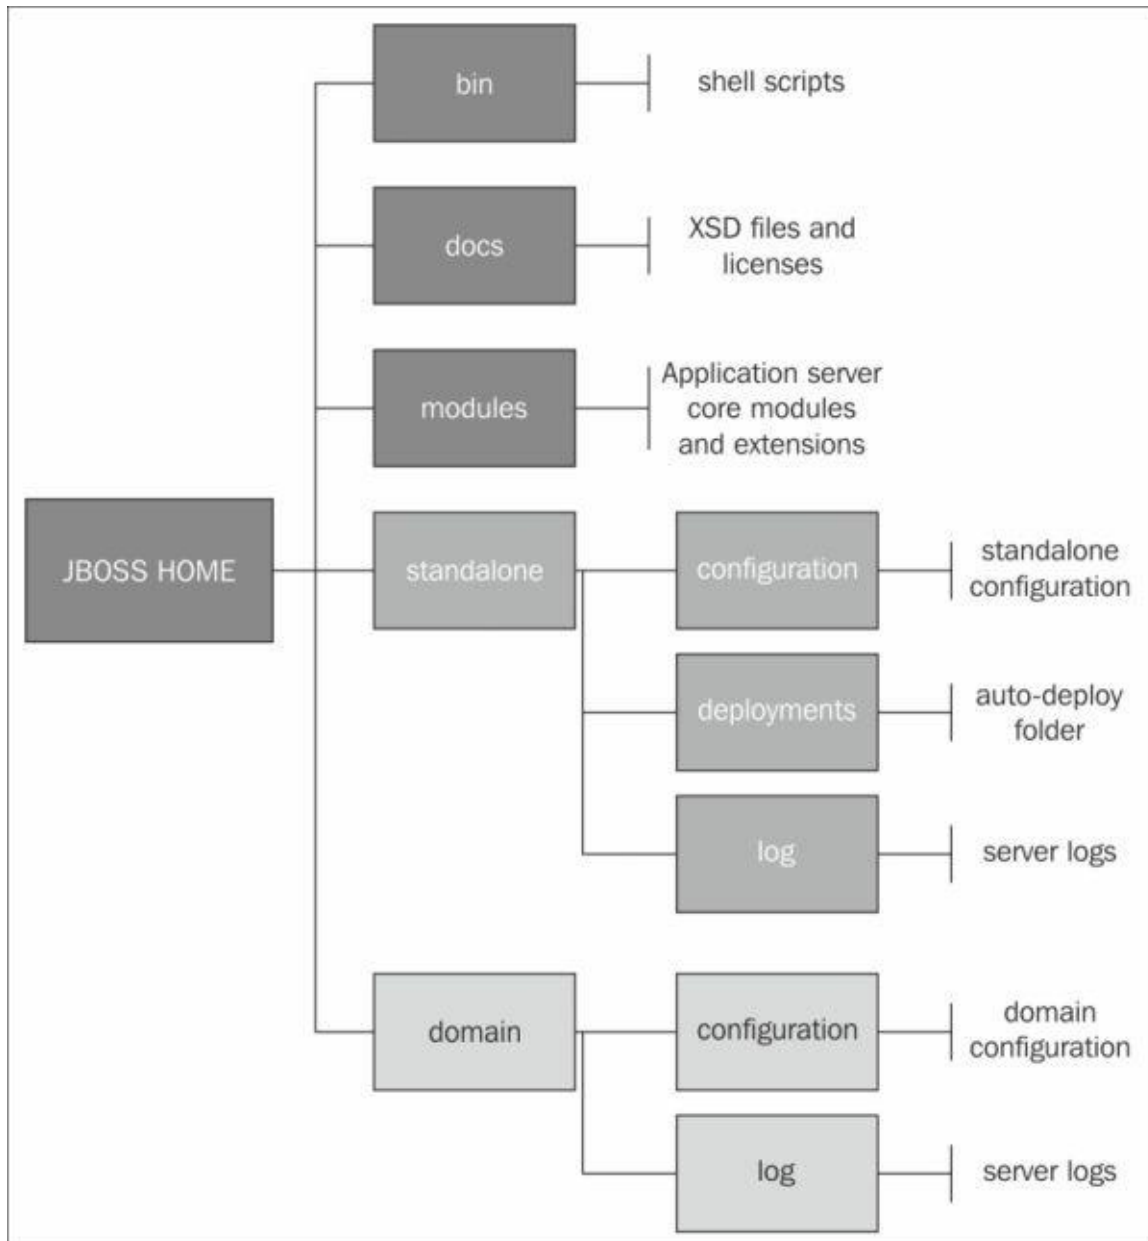 bin
shell scripts
docs
XSD files and
licenses
modules
Application server
core modules
and extensions
JBOSS HOME
standalone
configuration
standalone
configuration
deployments
auto-deploy
folder
log
server logs
domain
configuration
domain
configuration
log
server logs